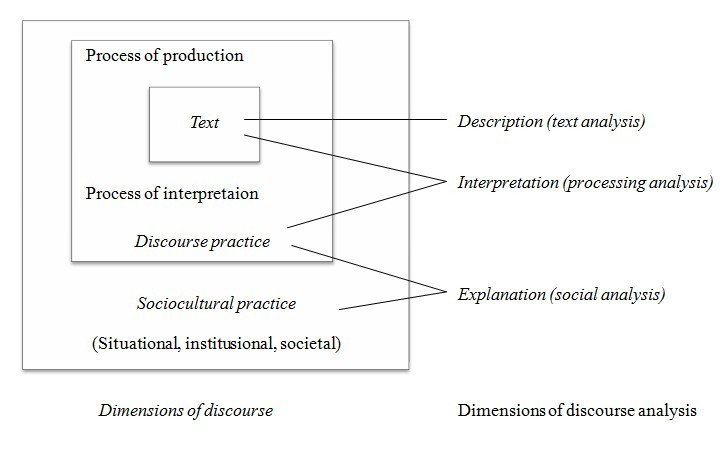 Process of production
Text
Description (text analysis)
Interpretation (processing analysis)
Process of interpretaion
Discourse practice
Explanation (social analysis)
Sociocultural practice
(Situational, institusional, societal)
Dimensions of discourse
Dimensions of discourse analysis